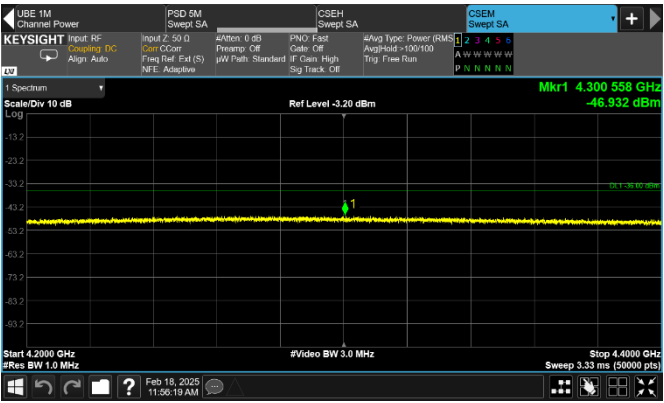 UBE 1M
Channel Power
PSD 5M
Swept SA
CSEH
Swept SA
CSEM
Swept SA
KEYSIGHT
Input: RF
Coupling: DC
Align: Auto
Input Z: 50 Ω
Corr CCorr
Freq Ref: Ext (S)
NFE: Adaptive
#Atten: 0 dB
Preamp: Off
µW Path: Standard
PNO: Fast
Gate: Off
IF Gain: High
Sig Track: Off
#Avg Type: Power (RMS
Avg|Hold:>100/100
Trig: Free Run
1 2 3 4 5 6
A W W W W W
P N N N N N
LXI
1 Spectrum
Mkr1 4.300 558 GHz
Scale/Div 10 dB
Ref Level -3.20 dBm
-46.932 dBm
Log
-13.2
-23.2
-33.2
DL1 -36.00 dBm
-43.2
1
-53.2
-63.2
-73.2
-83.2
-93.2
Start 4.2000 GHz
#Video BW 3.0 MHz
Stop 4.4000 GHz
#Res BW 1.0 MHz
Sweep 3.33 ms (50000 pts)
?
Feb 18, 2025
11:56:19 AM